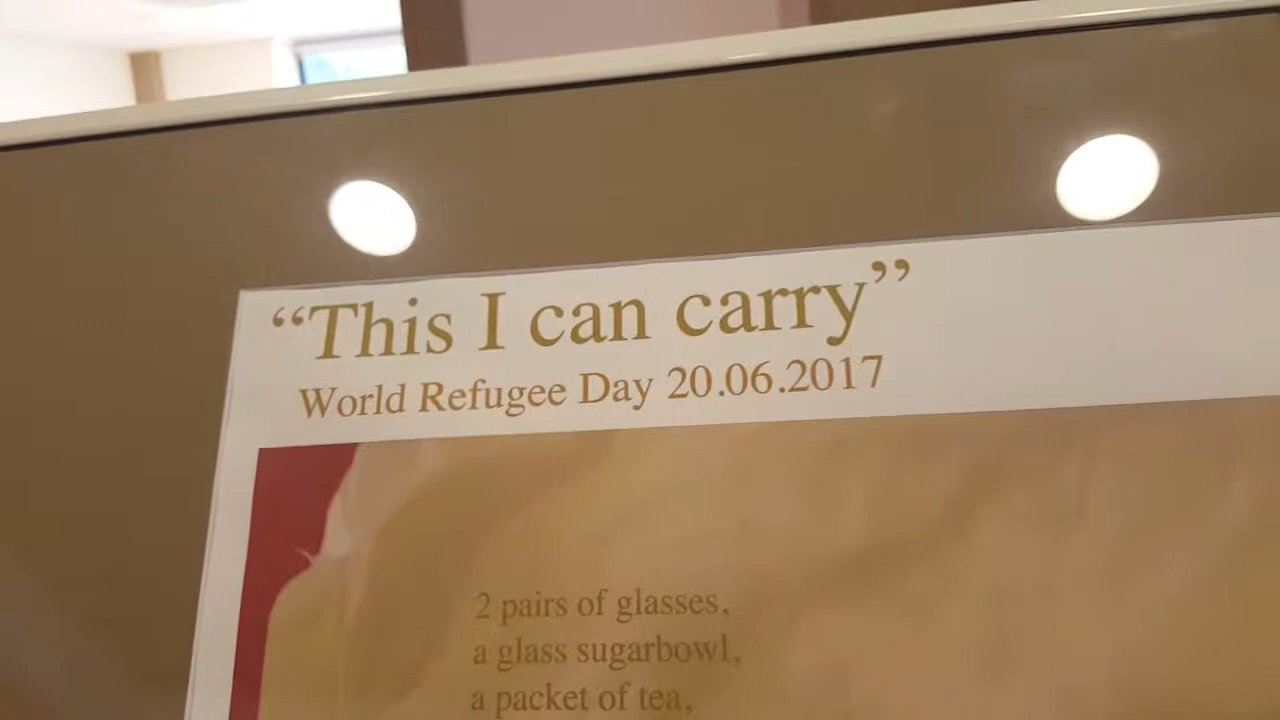 “This I can carry”
World Refugee Day 20.06.2017
2 pairs of glasses,
a glass sugarbowl,
a packet of tea,